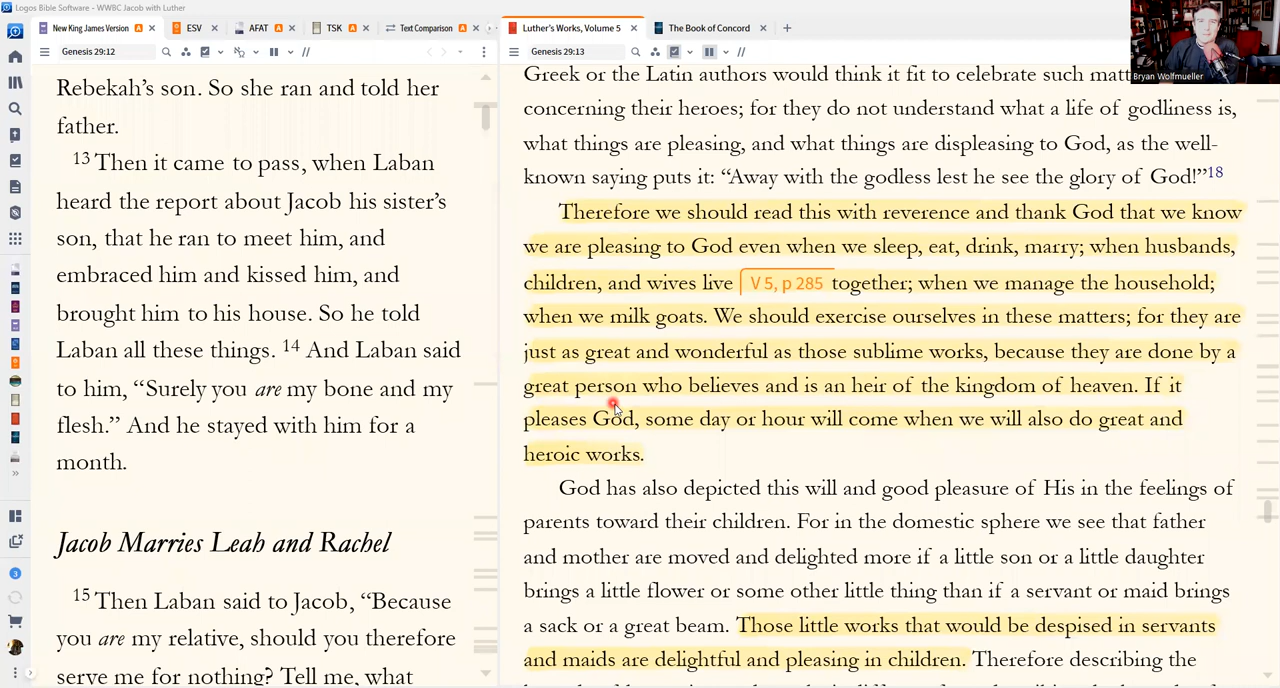 Logos Bible Software - WWBC Jacob with Luther
New King James Version A
ESV
AFAT A
TSK A
Text Comparison A
Genesis 29:12
Rebekah’s son. So she ran and told her
father.
13 Then it came to pass, when Laban
heard the report about Jacob his sister’s
son, that he ran to meet him, and
embraced him and kissed him, and
brought him to his house. So he told
Laban all these things. 14 And Laban said
to him, “Surely you are my bone and my
flesh.” And he stayed with him for a
month.
Jacob Marries Leah and Rachel
15 Then Laban said to Jacob, “Because
you are my relative, should you therefore
serve me for nothing? Tell me, what
Luther's Works, Volume 5
The Book of Concord
Genesis 29:13
Greek or the Latin authors would think it fit to celebrate such matt
concerning their heroes; for they do not understand what a life of godliness is,
what things are pleasing, and what things are displeasing to God, as the well-
known saying puts it: “Away with the godless lest he see the glory of God!”18
Therefore we should read this with reverence and thank God that we know
we are pleasing to God even when we sleep, eat, drink, marry; when husbands,
children, and wives live V 5, p 285 together; when we manage the household;
when we milk goats. We should exercise ourselves in these matters; for they are
just as great and wonderful as those sublime works, because they are done by a
great person who believes and is an heir of the kingdom of heaven. If it
pleases God, some day or hour will come when we will also do great and
heroic works.
God has also depicted this will and good pleasure of His in the feelings of
parents toward their children. For in the domestic sphere we see that father
and mother are moved and delighted more if a little son or a little daughter
brings a little flower or some other little thing than if a servant or maid brings
a sack or a great beam. Those little works that would be despised in servants
and maids are delightful and pleasing in children. Therefore describing the
Bryan Wolfmueller
3